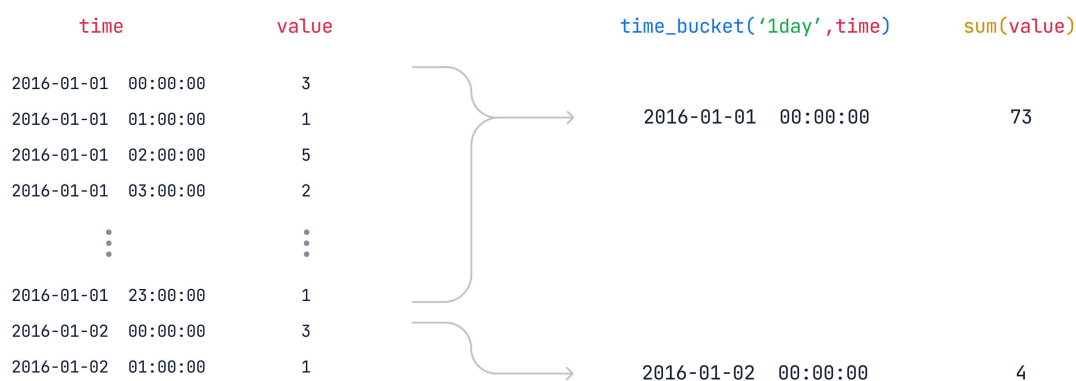 time value time_bucket(‘1day’,time) sum(value)
2016-01-01 00:00:00 3
2016-01-01 00:00:00 73
2016-01-01 01:00:00 1
2016-01-01 02:00:00 5
2016-01-01 03:00:00 2
2016-01-01 23:00:00 1
2016-01-02 00:00:00 3
2016-01-02 01:00:00 1
2016-01-02 00:00:00 4